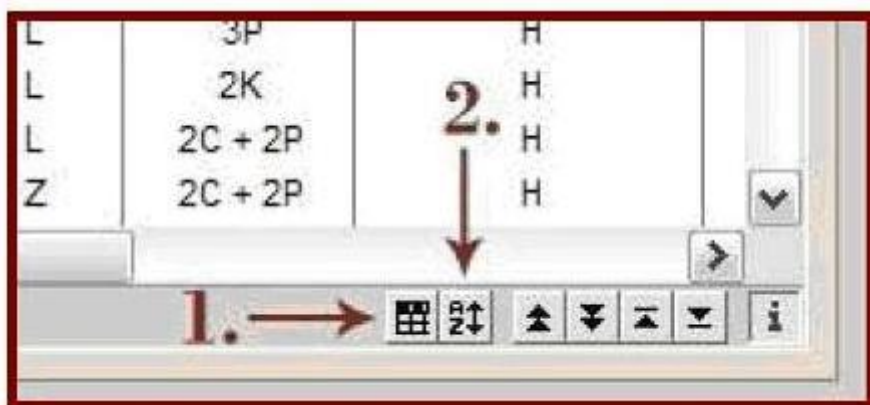 L 3P H
L 2K H
2.
L 2C + 2P H
Z 2C + 2P H
1.
A
Z
i